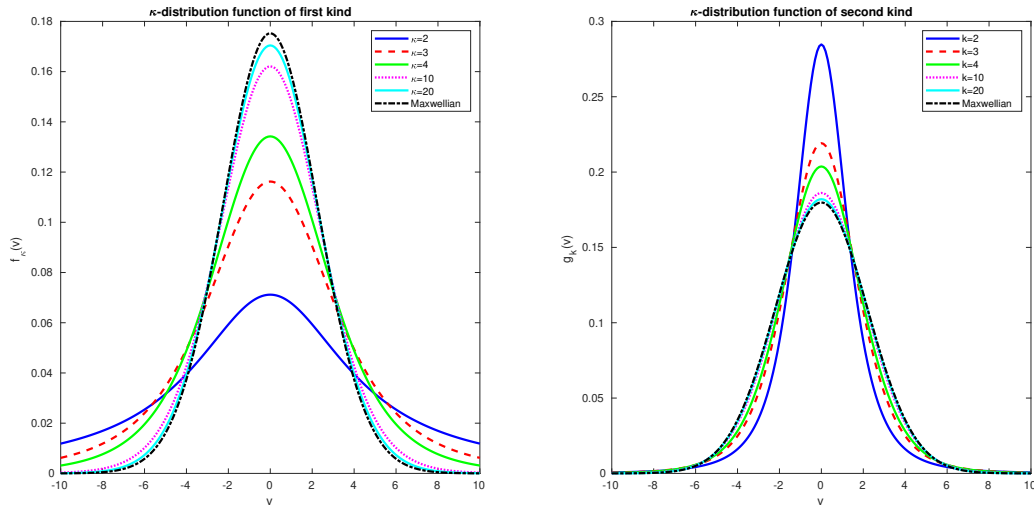 κ-distribution function of first kind
0.18
0.16
0.14
0.12
0.1
0.08
0.06
0.04
0.02
0
f_κ(v)
κ=2
κ=3
κ=4
κ=10
κ=20
Maxwellian
-10 -8 -6 -4 -2 0 2 4 6 8 10
v
κ-distribution function of second kind
0.3
0.25
0.2
0.15
0.1
0.05
0
g_k(v)
k=2
k=3
k=4
k=10
k=20
Maxwellian
-10 -8 -6 -4 -2 0 2 4 6 8 10
v